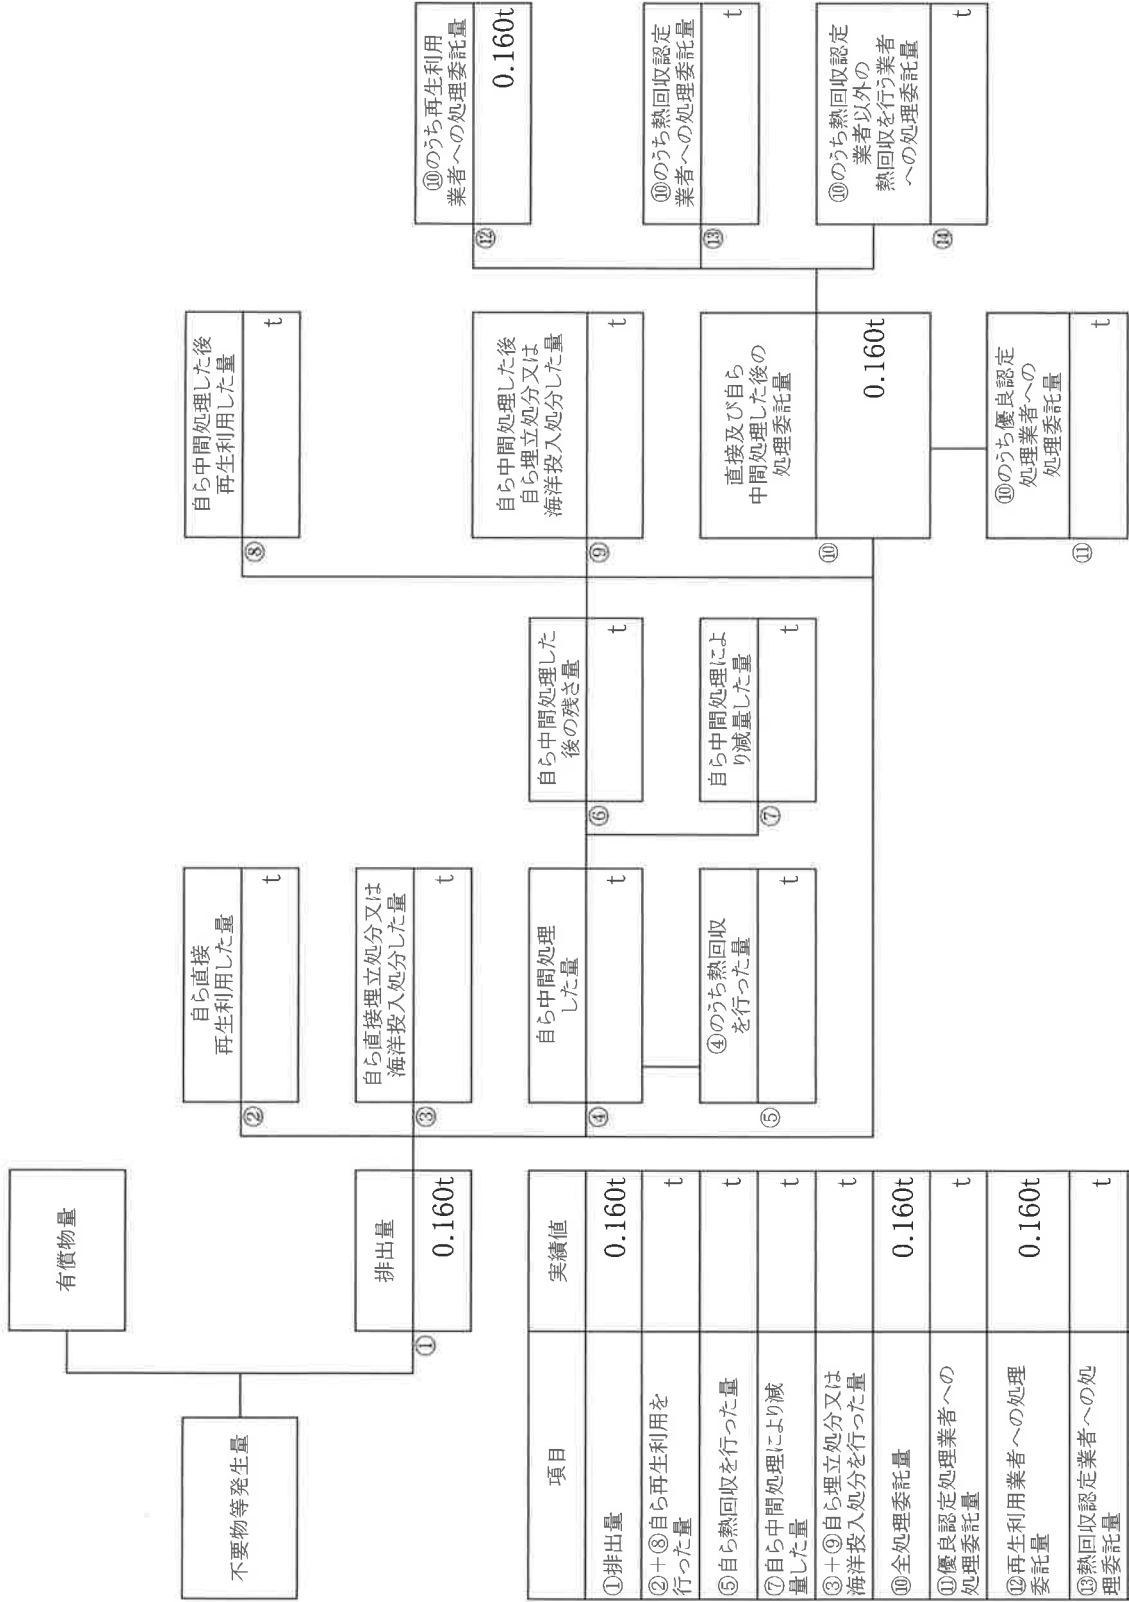 不要物等発生量
有償物量
①
排出量
0.160t
②
自ら直接
再生利用した量
t
③
自ら直接埋立処分又は
海洋投入処分した量
t
④
自ら中間処理
した量
t
⑤
④のうち熱回収
を行った量
t
⑥
自ら中間処理した
後の残さ量
t
⑦
自ら中間処理によ
り減量した量
t
⑧
自ら中間処理した後
再生利用した量
t
⑨
自ら中間処理した後
自ら埋立処分又は
海洋投入処分した量
t
⑩
直接及び自ら
中間処理した後の
処理委託量
0.160t
⑪
⑩のうち優良認定
処理業者への
処理委託量
t
⑫
⑩のうち再生利用
業者への処理委託量
0.160t
⑬
⑩のうち熱回収認定
業者への処理委託量
t
⑭
⑩のうち熱回収認定
業者以外の
熱回収を行う業者
への処理委託量
t
項目
実績値
①排出量
0.160t
②+⑧自ら再生利用を
行った量
t
⑤自ら熱回収を行った量
t
⑦自ら中間処理により減
量した量
t
③+⑨自ら埋立処分又は
海洋投入処分を行った量
t
⑩全処理委託量
0.160t
⑪優良認定処理業者への
処理委託量
t
⑫再生利用業者への処理
委託量
0.160t
⑬熱回収認定業者への処
理委託量
t